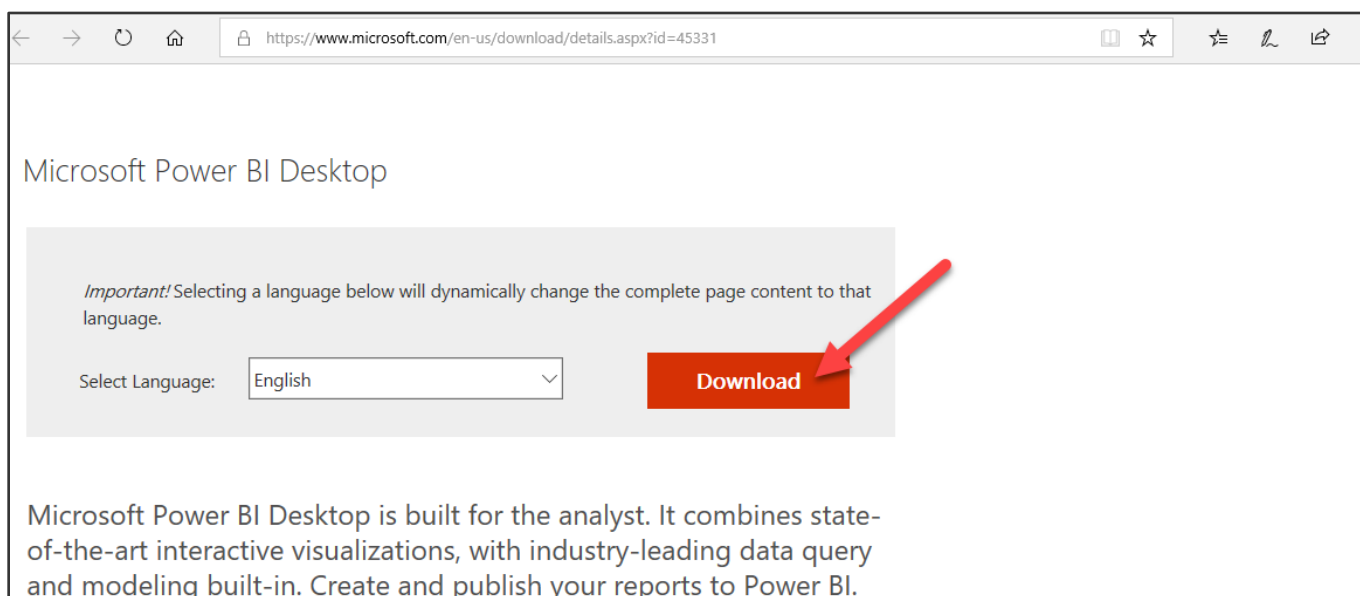 https://www.microsoft.com/en-us/download/details.aspx?id=45331
Microsoft Power BI Desktop
Important! Selecting a language below will dynamically change the complete page content to that
language.
Select Language:
English
Download
Microsoft Power BI Desktop is built for the analyst. It combines state-
of-the-art interactive visualizations, with industry-leading data query
and modeling built-in. Create and publish your reports to Power BI.